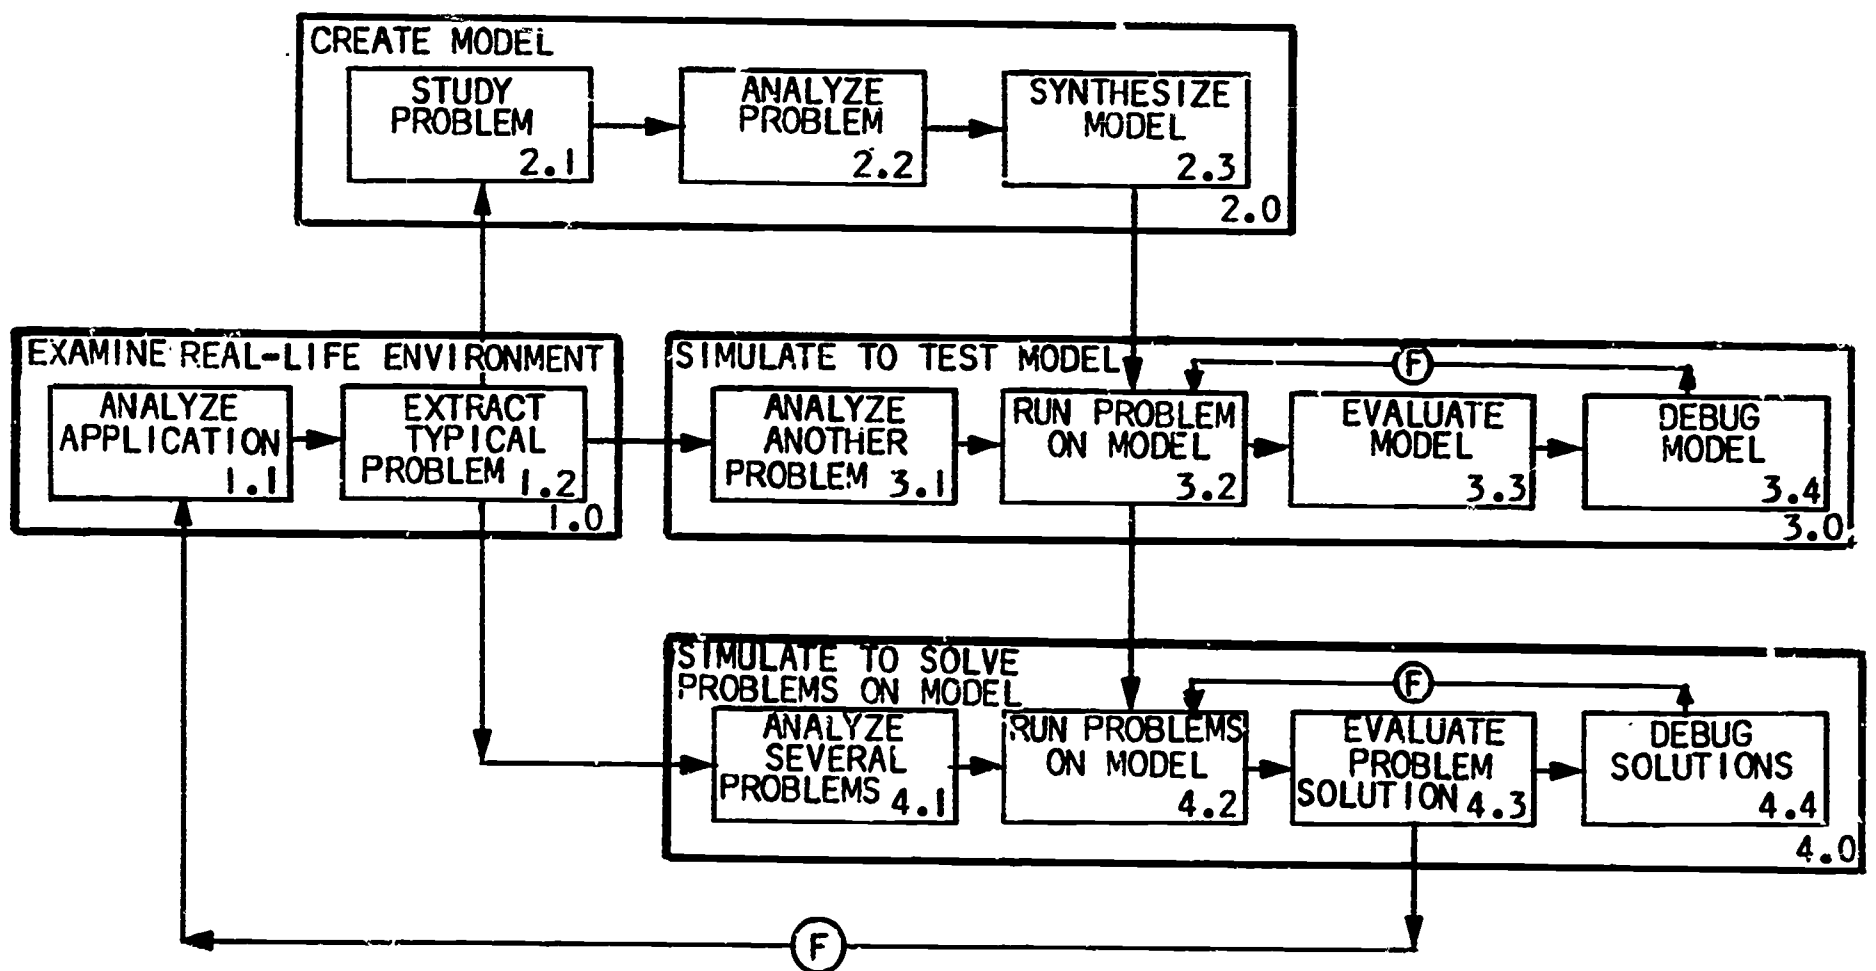 CREATE MODEL
STUDY
PROBLEM
2.1
ANALYZE
PROBLEM
2.2
SYNTHESIZE
MODEL
2.3
2.0
EXAMINE REAL-LIFE ENVIRONMENT
ANALYZE
APPLICATION
1.1
EXTRACT
TYPICAL
PROBLEM 1.2
1.0
SIMULATE TO TEST MODEL
F
ANALYZE
ANOTHER
PROBLEM 3.1
RUN PROBLEM
ON MODEL
3.2
EVALUATE
MODEL
3.3
DEBUG
MODEL
3.4
3.0
SIMULATE TO SOLVE
PROBLEMS ON MODEL
F
ANALYZE
SEVERAL
PROBLEMS 4.1
RUN PROBLEMS
ON MODEL
4.2
EVALUATE
PROBLEM
SOLUTION 4.3
DEBUG
SOLUTIONS
4.4
4.0
F